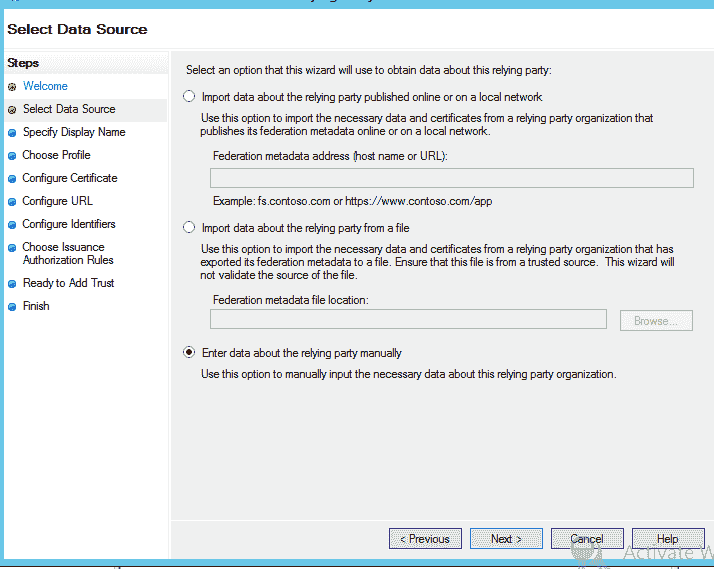 Select Data Source
Steps
Welcome
Select Data Source
Specify Display Name
Choose Profile
Configure Certificate
Configure URL
Configure Identifiers
Choose Issuance
Authorization Rules
Ready to Add Trust
Finish
Select an option that this wizard will use to obtain data about this relying party:
Import data about the relying party published online or on a local network
Use this option to import the necessary data and certificates from a relying party organization that
publishes its federation metadata online or on a local network.
Federation metadata address (host name or URL):
Example: fs.contoso.com or https://www.contoso.com/app
Import data about the relying party from a file
Use this option to import the necessary data and certificates from a relying party organization that has
exported its federation metadata to a file. Ensure that this file is from a trusted source. This wizard will
not validate the source of the file.
Federation metadata file location:
Browse...
Enter data about the relying party manually
Use this option to manually input the necessary data about this relying party organization.
< Previous
Next >
Cancel
Help
Activate W